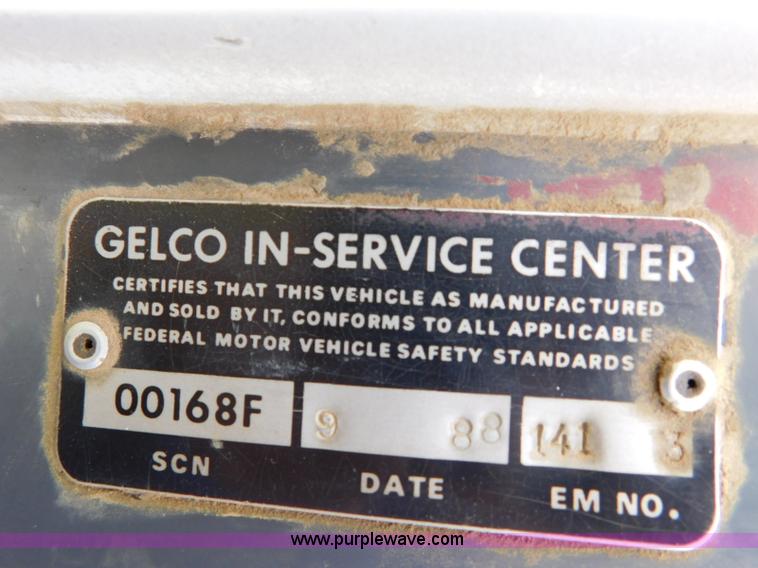 GELCO IN-SERVICE CENTER
CERTIFIES THAT THIS VEHICLE AS MANUFACTURED
AND SOLD BY IT, CONFORMS TO ALL APPLICABLE
FEDERAL MOTOR VEHICLE SAFETY STANDARDS
00168F 9 88 141 3
SCN DATE EM NO.
www.purplewave.com